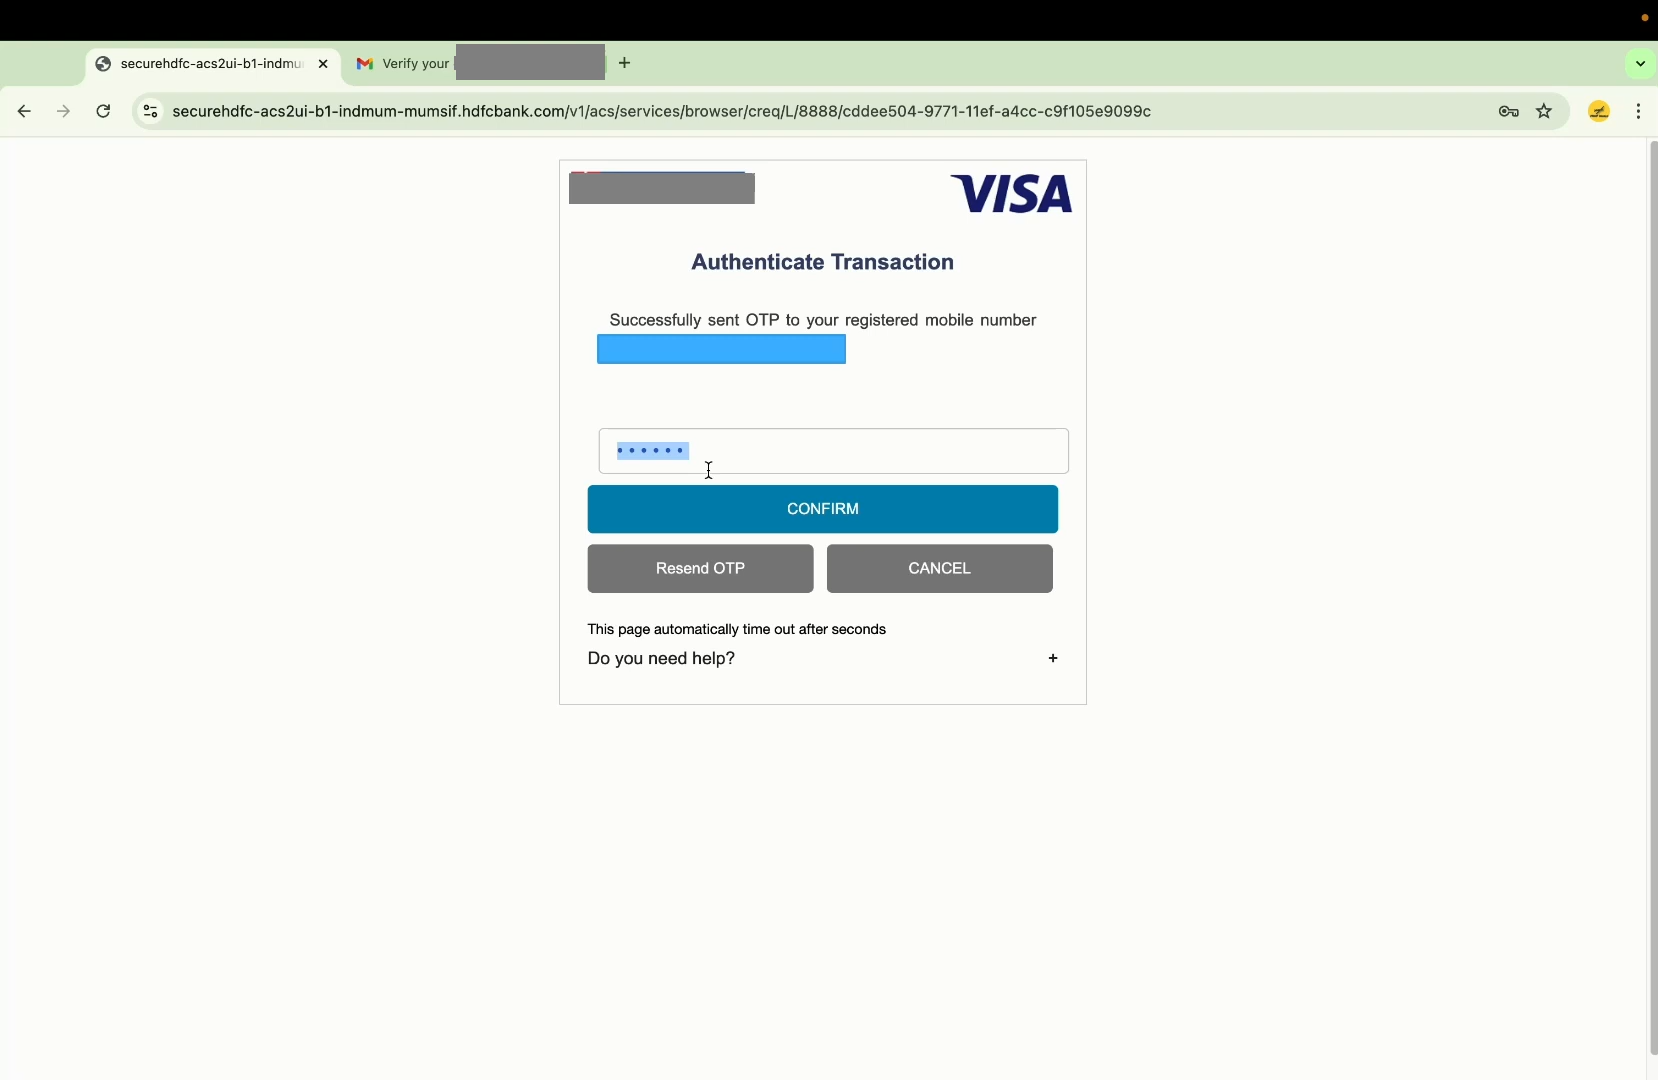 securehdfc-acs2ui-b1-indmu
Verify your
securehdfc-acs2ui-b1-indmum-mumsif.hdfcbank.com/v1/acs/services/browser/creq/L/8888/cddee504-9771-11ef-a4cc-c9f105e9099c
VISA
Authenticate Transaction
Successfully sent OTP to your registered mobile number
CONFIRM
Resend OTP
CANCEL
This page automatically time out after seconds
Do you need help? +